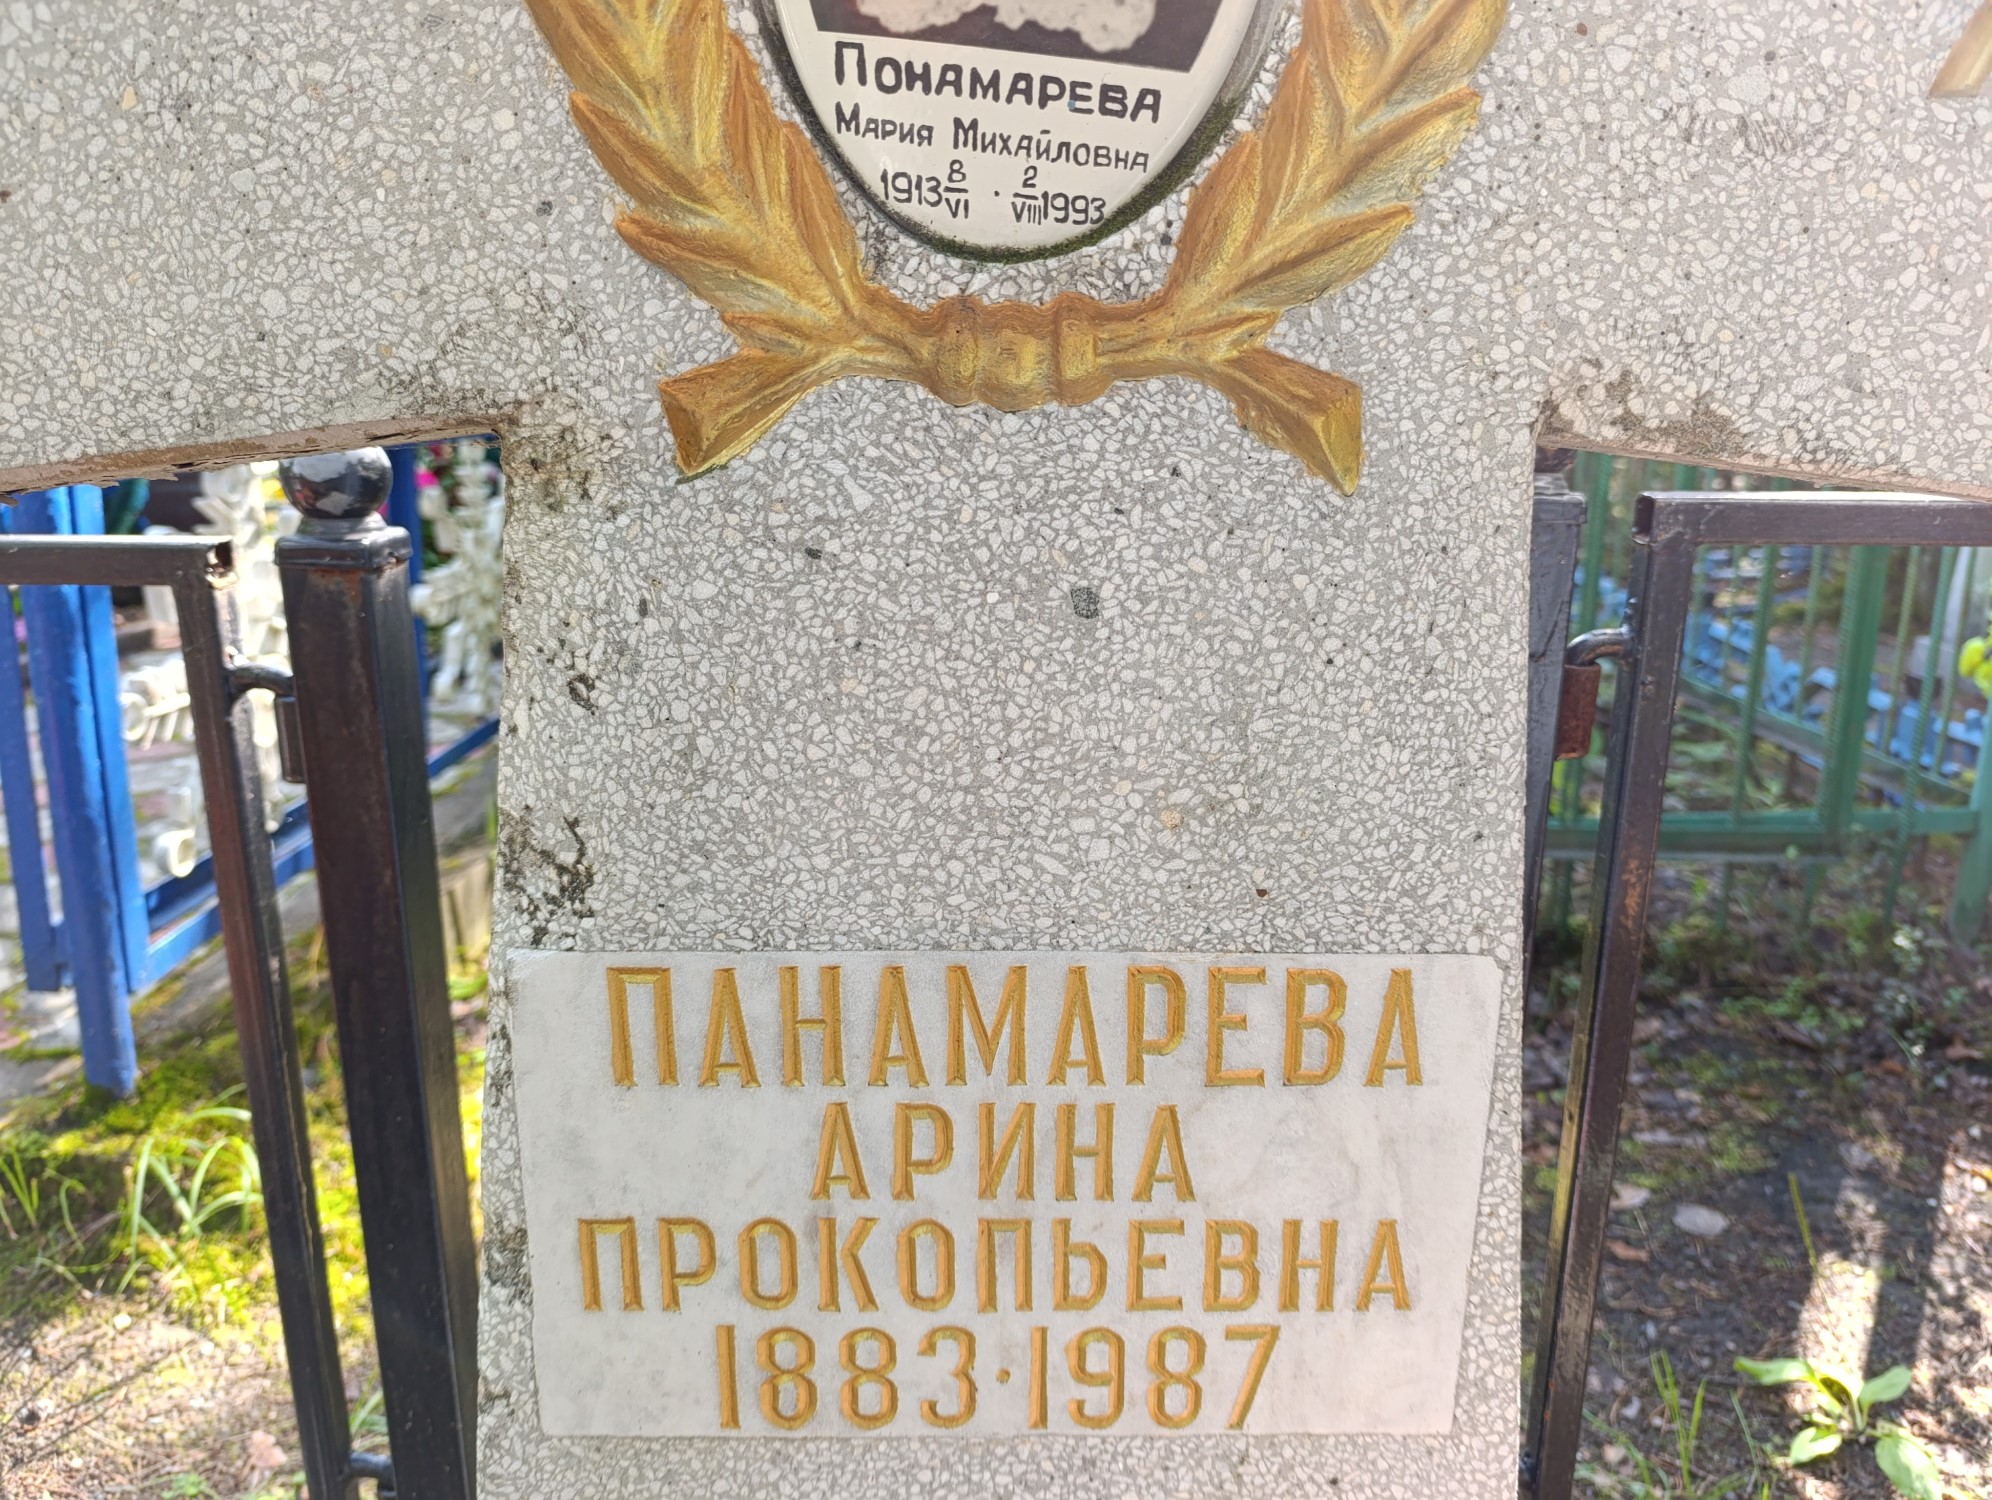 ПОНАМАРЕВА
МАРИЯ МИХАЙЛОВНА
1913 8/VI · 2/VIII 1993
ПАНАМАРЕВА
АРИНА
ПРОКОПЬЕВНА
1883·1987